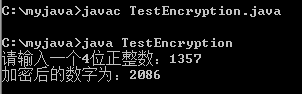 C:\myjava>javac TestEncryption.java
C:\myjava>java TestEncryption
请输入一个4位正整数：1357
加密后的数字为：2086